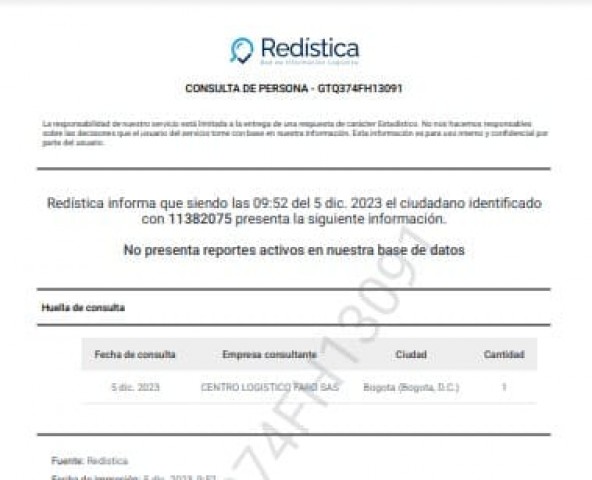 Redística
Red de Información Logística
CONSULTA DE PERSONA - GTQ374FH13091
La responsabilidad de nuestro servicio está limitada a la entrega de una respuesta de carácter Estadístico. No nos hacemos responsables
sobre las decisiones que el usuario del servicio tome con base en nuestra información. Esta información es para uso interno y confidencial por
parte del usuario.
Redística informa que siendo las 09:52 del 5 dic. 2023 el ciudadano identificado
con 11382075 presenta la siguiente información.
No presenta reportes activos en nuestra base de datos
Huella de consulta
Fecha de consulta Empresa consultante Ciudad Cantidad
5 dic. 2023 CENTRO LOGISTICO FARO SAS Bogota (Bogota, D.C.) 1
Fuente: Redistica
Fecha de impresión: 5 dic. 2023 9:52
374FH13091